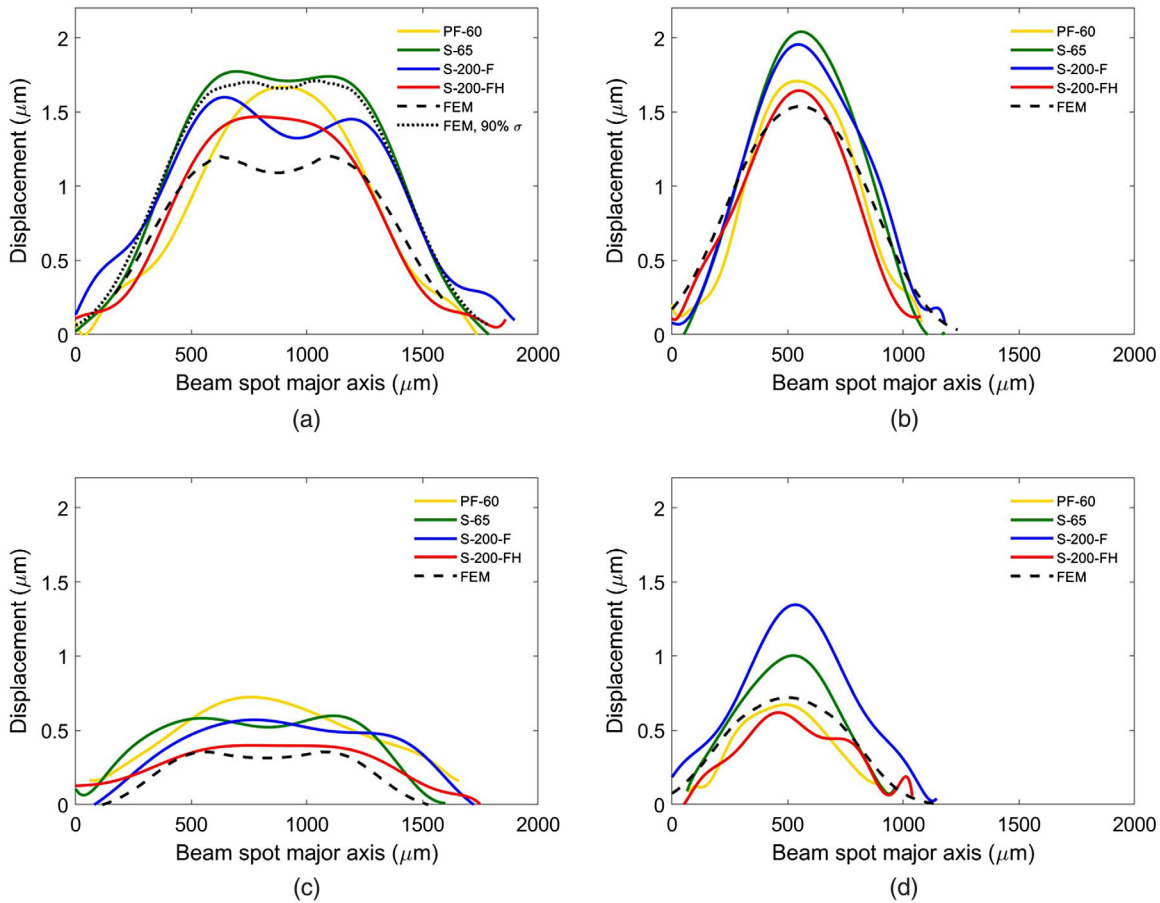 2
1.5
1
0.5
0
Displacement (μm)
PF-60
S-65
S-200-F
S-200-FH
FEM
FEM, 90% σ
0 500 1000 1500 2000
Beam spot major axis (μm)
(a)
2
1.5
1
0.5
0
Displacement (μm)
PF-60
S-65
S-200-F
S-200-FH
FEM
0 500 1000 1500 2000
Beam spot major axis (μm)
(b)
2
1.5
1
0.5
0
Displacement (μm)
PF-60
S-65
S-200-F
S-200-FH
FEM
0 500 1000 1500 2000
Beam spot major axis (μm)
(c)
2
1.5
1
0.5
0
Displacement (μm)
PF-60
S-65
S-200-F
S-200-FH
FEM
0 500 1000 1500 2000
Beam spot major axis (μm)
(d)